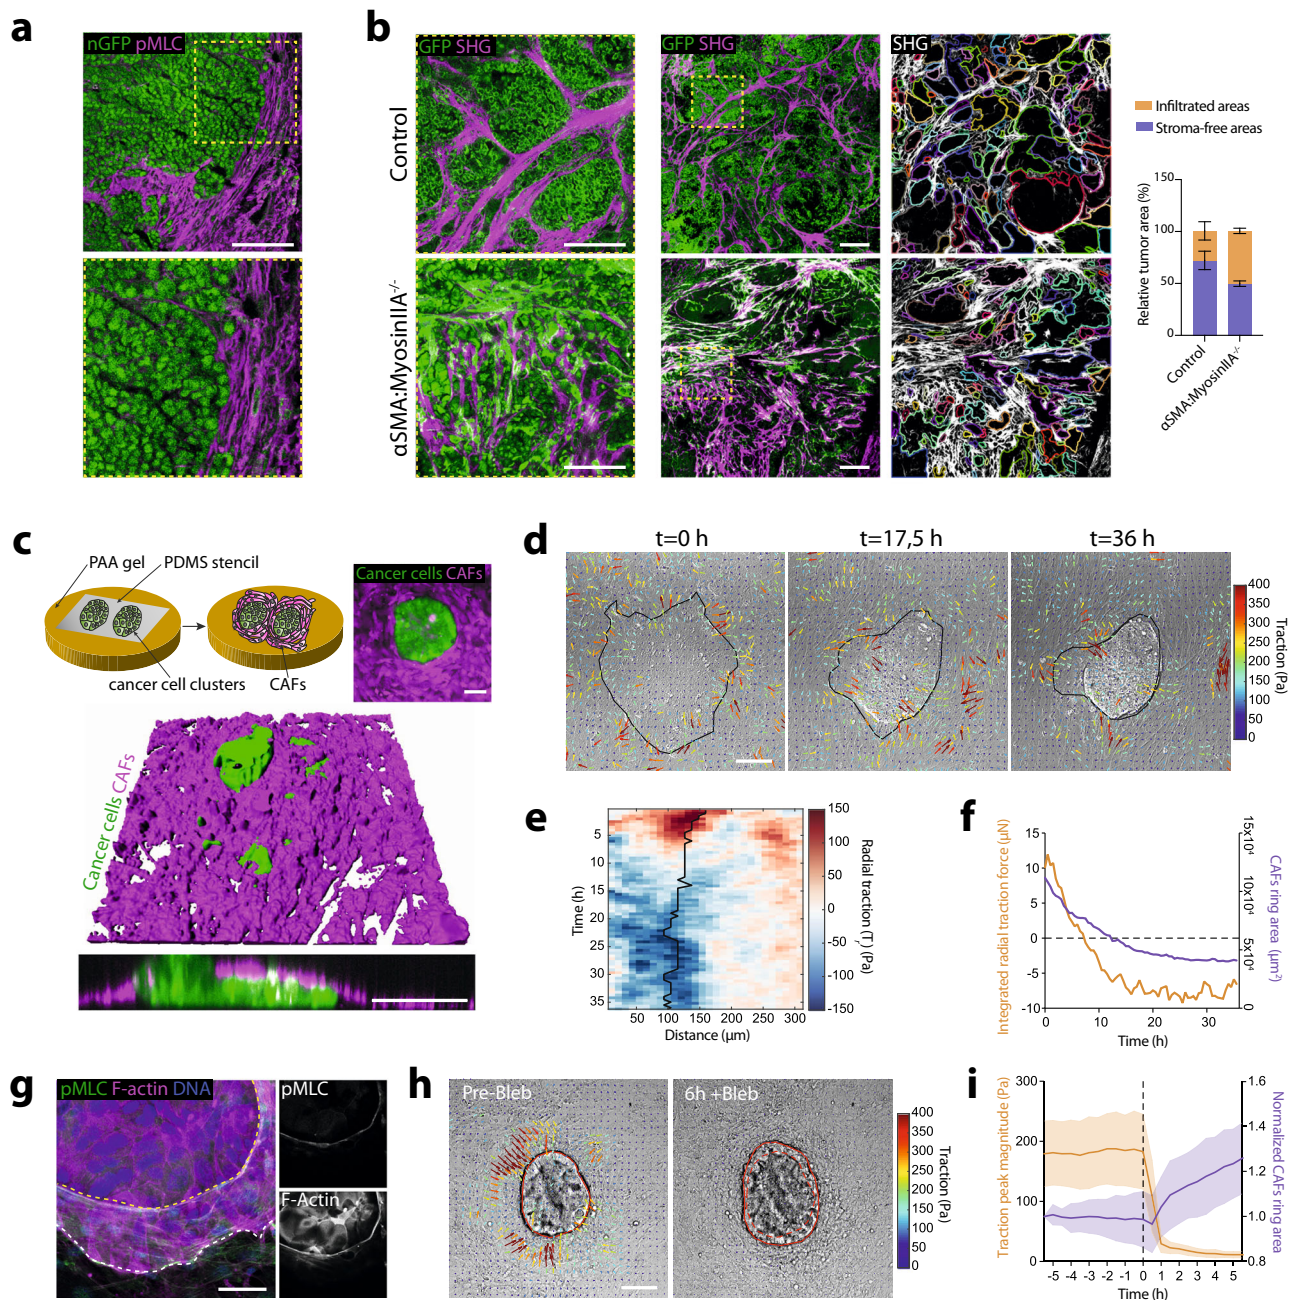 a
nGFP pMLC
b
GFP SHG
GFP SHG
SHG
Control
αSMA:MyosinIIA-/-
Infiltrated areas
Stroma-free areas
Relative tumor area (%)
150
100
50
0
Control
αSMA:MyosinIIA-/-
c
PAA gel
PDMS stencil
cancer cell clusters
CAFs
Cancer cells CAFs
Cancer cells CAFs
d
t=0 h
t=17,5 h
t=36 h
400
350
300
250
200
150
100
50
0
Traction (Pa)
e
Time (h)
5
10
15
20
25
30
35
50
100
150
200
250
300
Distance (µm)
150
100
50
0
-50
-100
-150
Radial traction (T) (Pa)
f
Integrated radial traction force (µN)
15
10
5
0
-5
-10
0
10
20
30
Time (h)
15x10⁴
10x10⁴
5x10⁴
0
CAFs ring area (µm²)
g
pMLC F-actin DNA
pMLC
F-Actin
h
Pre-Bleb
6h +Bleb
400
350
300
250
200
150
100
50
0
Traction (Pa)
i
Traction peak magnitude (Pa)
300
200
100
0
-5 -4 -3 -2 -1 0 1 2 3 4 5
Time (h)
1.6
1.4
1.2
1.0
0.8
Normalized CAFs ring area